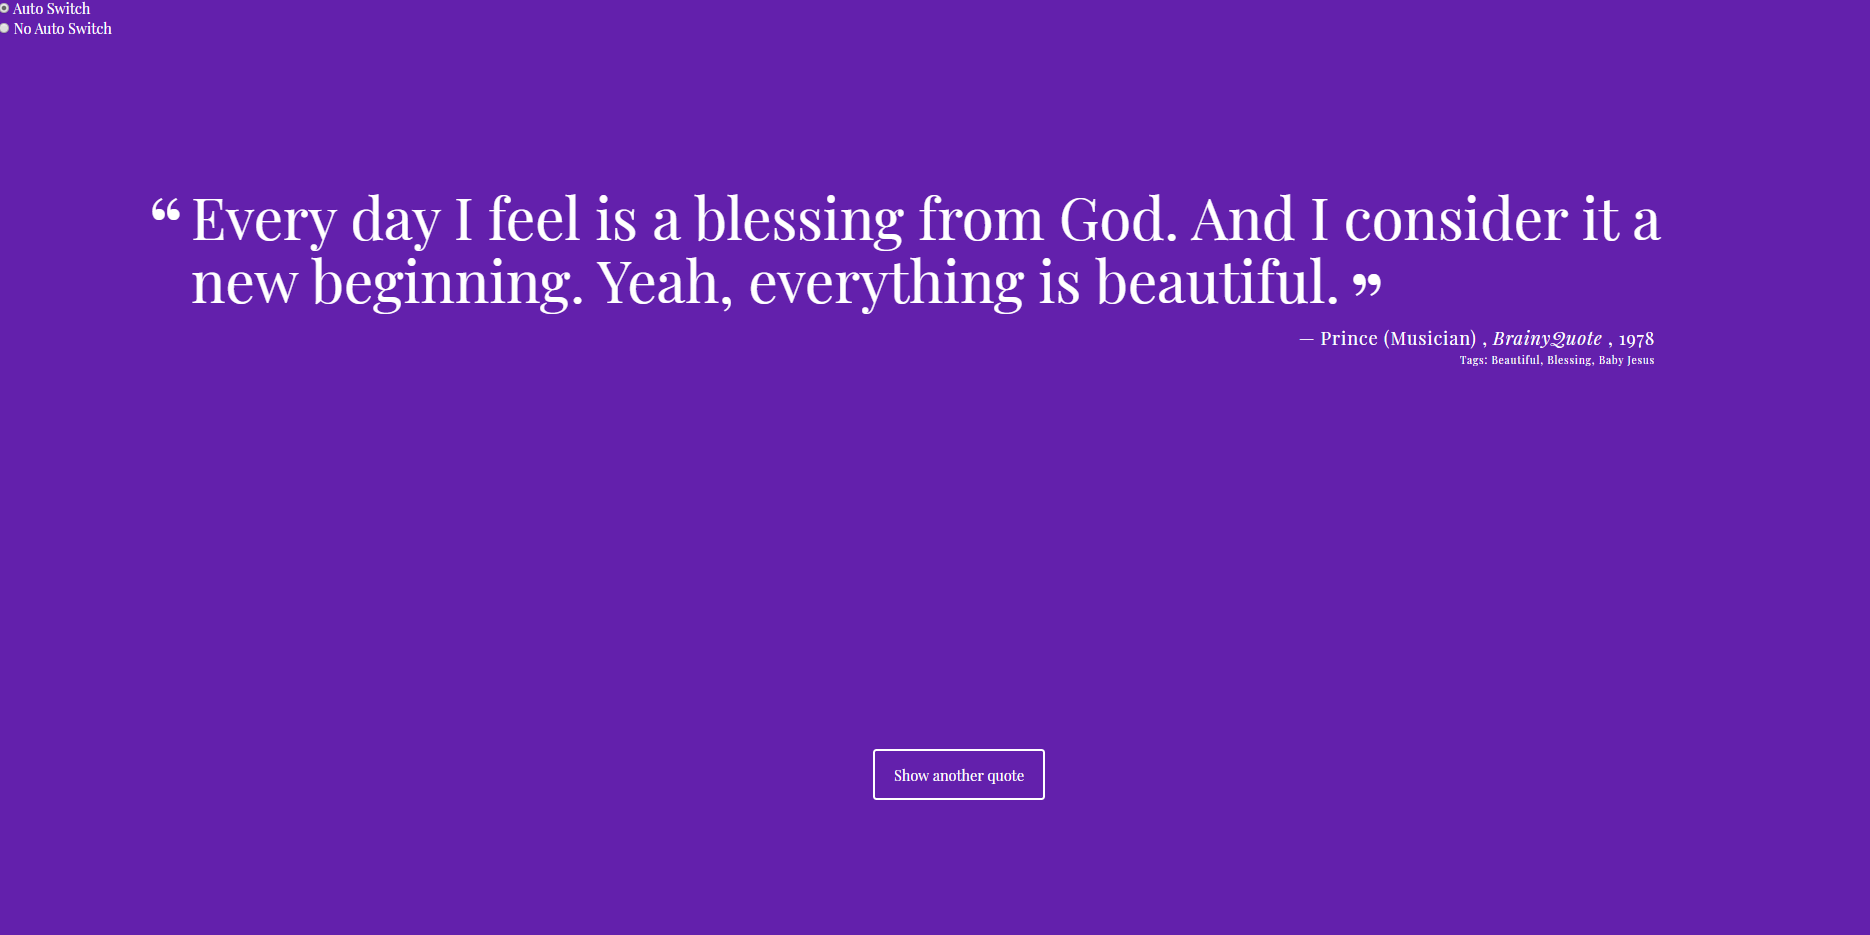 Auto Switch
No Auto Switch
“ Every day I feel is a blessing from God. And I consider it a
new beginning. Yeah, everything is beautiful. ”
— Prince (Musician) , BrainyQuote , 1978
Tags: Beautiful, Blessing, Baby Jesus
Show another quote